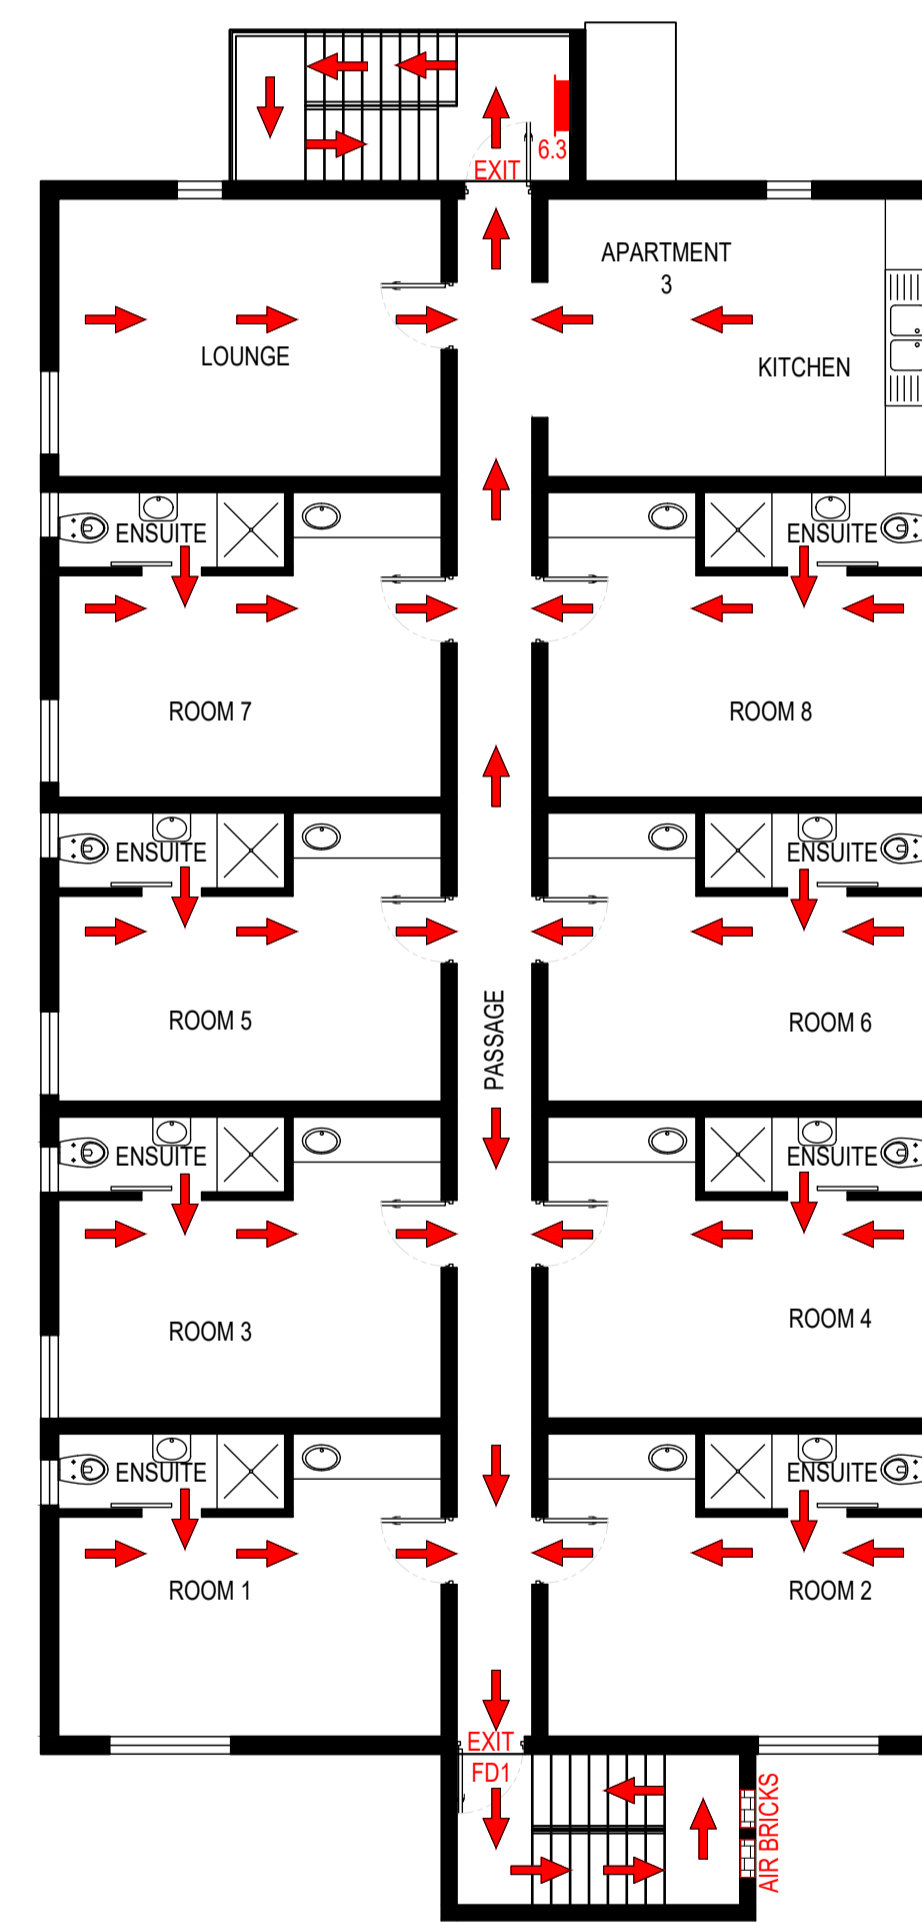 6.3
EXIT
APARTMENT
3
LOUNGE
KITCHEN
ENSUITE
ENSUITE
ROOM 7
ROOM 8
ENSUITE
ENSUITE
ROOM 5
ROOM 6
PASSAGE
ENSUITE
ENSUITE
ROOM 3
ROOM 4
ENSUITE
ENSUITE
ROOM 1
ROOM 2
EXIT
FD1
AIR BRICKS